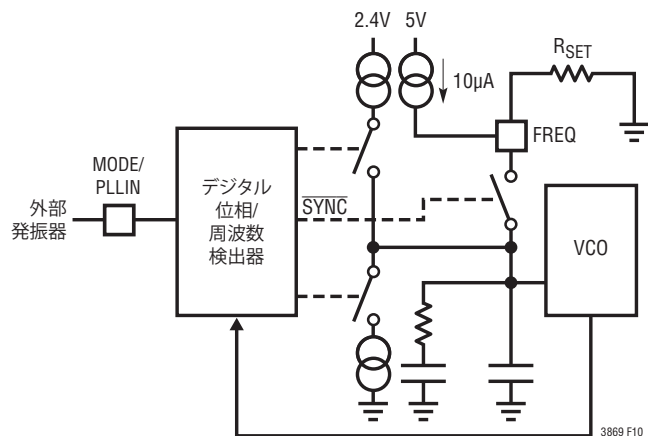 2.4V 5V
RSET
10µA
FREQ
MODE/
PLLIN
外部
発振器
デジタル
位相/
周波数
検出器
SYNC
VCO
3869 F10